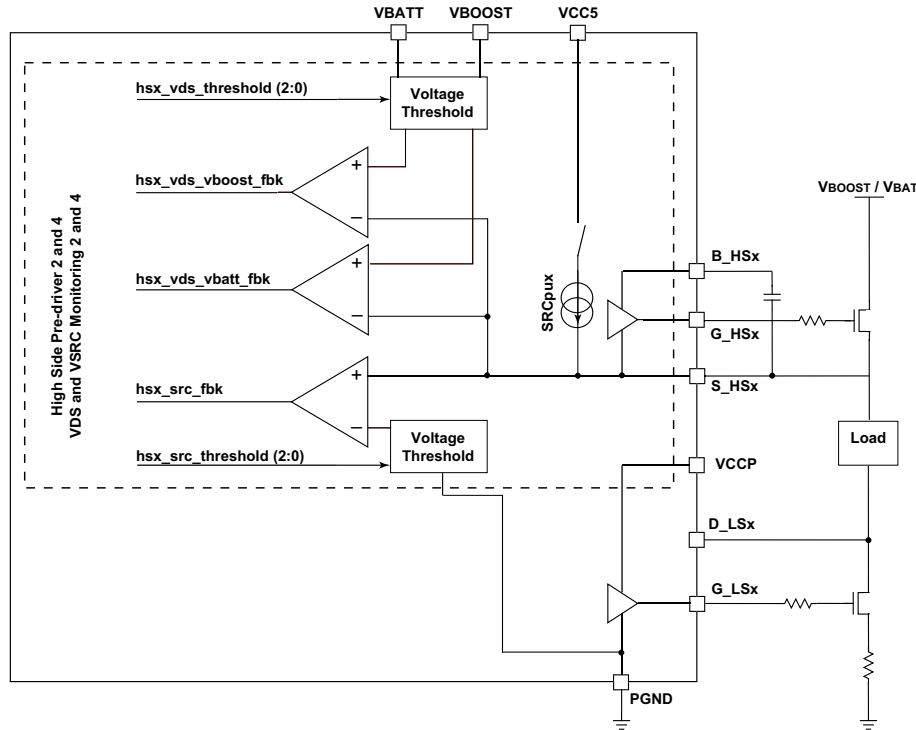 VBATT VBOOST VCC5
hsx_vds_threshold (2:0)
Voltage
Threshold
+
hsx_vds_vboost_fbk
−
VBOOST / VBAT
High Side Pre-driver 2 and 4
VDS and VSRC Monitoring 2 and 4
+
hsx_vds_vbatt_fbk
−
SRCpux
B_HSx
G_HSx
+
S_HSx
hsx_src_fbk
−
Voltage
Threshold
hsx_src_threshold (2:0)
Load
VCCP
D_LSx
G_LSx
PGND